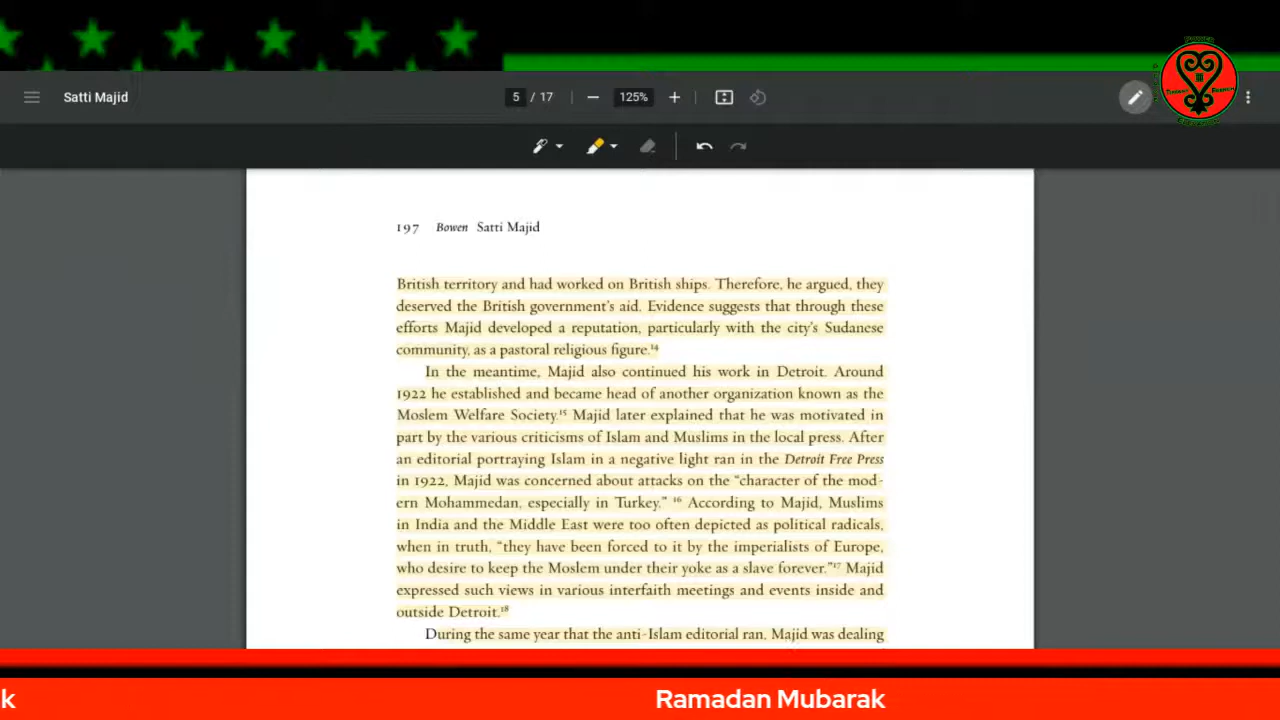 Satti Majid
5 / 17
125%
197 Bowen Satti Majid
British territory and had worked on British ships. Therefore, he argued, they
deserved the British government's aid. Evidence suggests that through these
efforts Majid developed a reputation, particularly with the city's Sudanese
community, as a pastoral religious figure.14
In the meantime, Majid also continued his work in Detroit. Around
1922 he established and became head of another organization known as the
Moslem Welfare Society.15 Majid later explained that he was motivated in
part by the various criticisms of Islam and Muslims in the local press. After
an editorial portraying Islam in a negative light ran in the Detroit Free Press
in 1922, Majid was concerned about attacks on the “character of the mod-
ern Mohammedan, especially in Turkey.” 16 According to Majid, Muslims
in India and the Middle East were too often depicted as political radicals,
when in truth, “they have been forced to it by the imperialists of Europe,
who desire to keep the Moslem under their yoke as a slave forever.”17 Majid
expressed such views in various interfaith meetings and events inside and
outside Detroit.18
During the same year that the anti-Islam editorial ran, Majid was dealing
k
Ramadan Mubarak